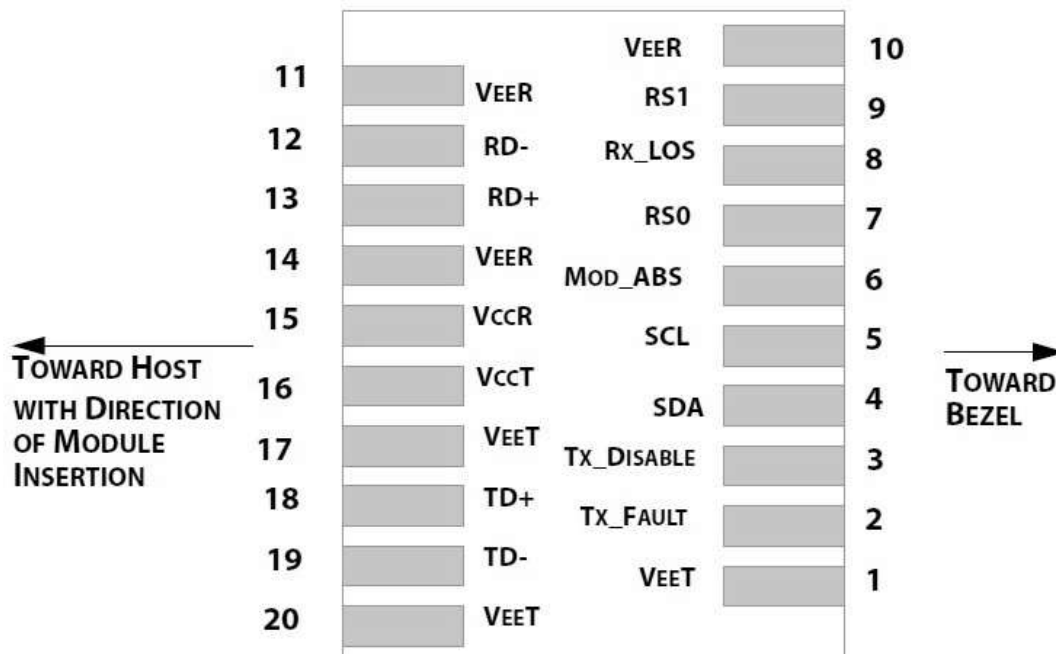 VEER 10
11 VEER
RS1 9
12 RD-
RX_LOS 8
13 RD+
RS0 7
14 VEER
MOD_ABS 6
15 VCCR
SCL 5
TOWARD HOST
WITH DIRECTION
OF MODULE
INSERTION
TOWARD
BEZEL
16 VCCT
SDA 4
17 VEET
TX_DISABLE 3
18 TD+
TX_FAULT 2
19 TD-
VEET 1
20 VEET